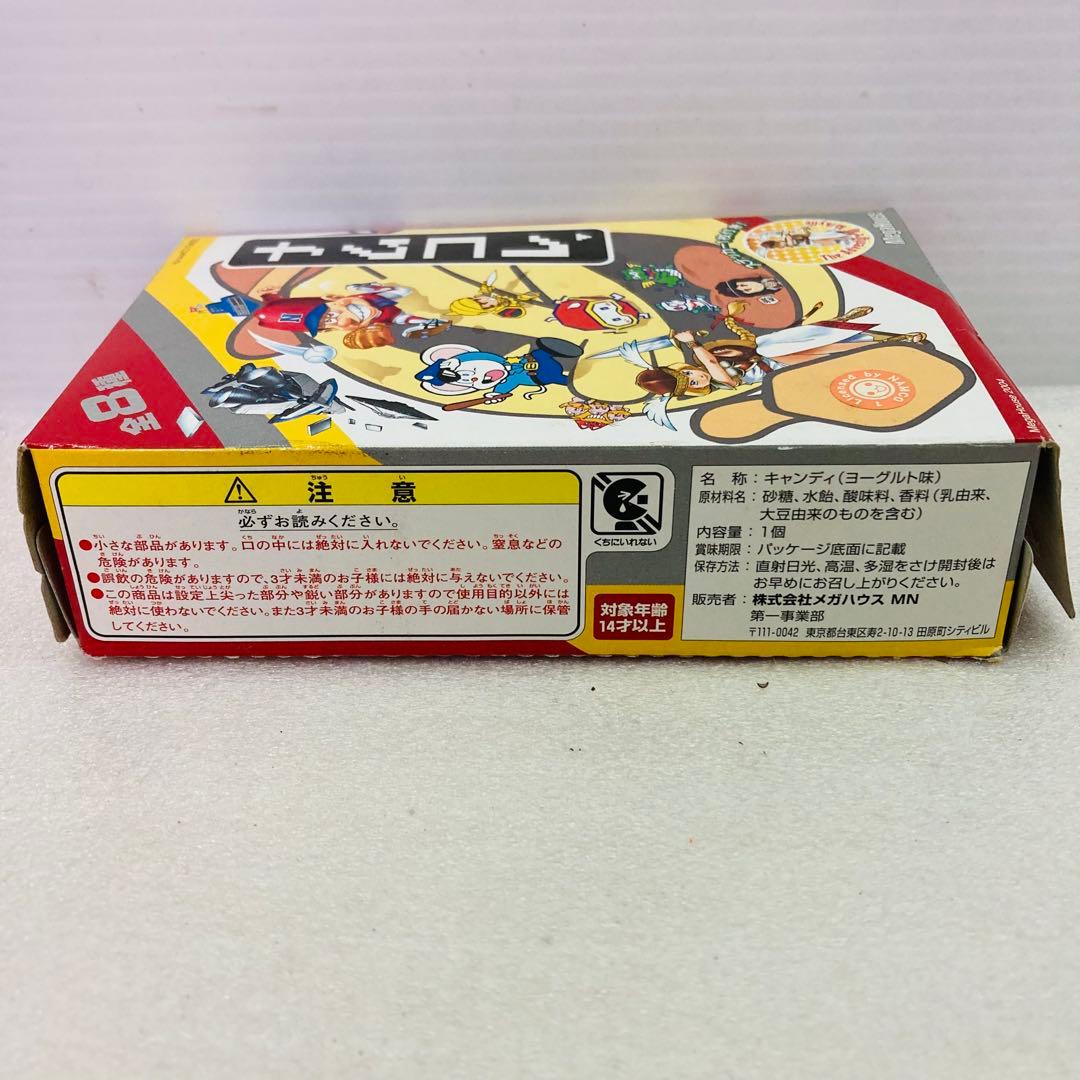 ナムコレ
MegaHouse
全8種
N
Licensed by NAMCO
MegaHouse 2004
注意
必ずお読みください。
●小さな部品があります。口の中には絶対に入れないでください。窒息などの
危険があります。
●誤飲の危険がありますので、3才未満のお子様には絶対に与えないでください。
●この商品は設定上尖った部分や鋭い部分がありますので使用目的以外には
絶対に使わないでください。また3才未満のお子様の手の届かない場所に保管
してください。
くちにいれない
対象年齢
14才以上
名 称:キャンディ(ヨーグルト味)
原材料名:砂糖、水飴、酸味料、香料(乳由来、
大豆由来のものを含む)
内容量:1個
賞味期限:パッケージ底面に記載
保存方法:直射日光、高温、多湿をさけ開封後は
お早めにお召し上がりください。
販売者:株式会社メガハウス MN
第一事業部
〒111-0042 東京都台東区寿2-10-13 田原町シティビル